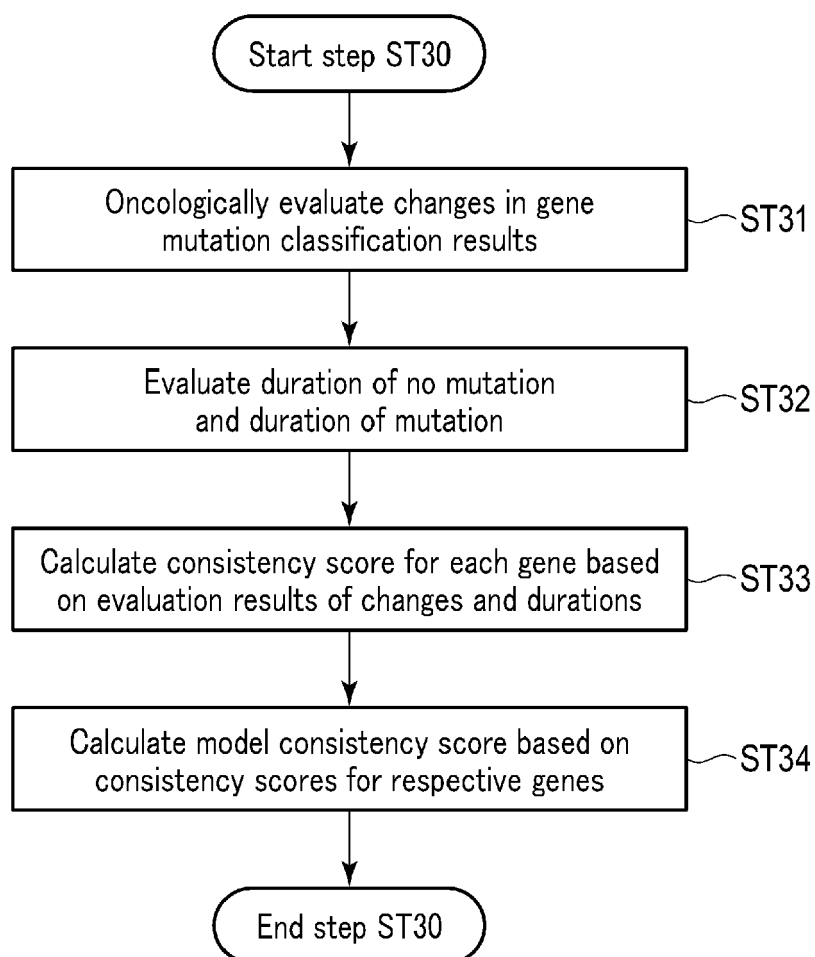 Start step ST30
Oncologically evaluate changes in gene
mutation classification results
ST31
Evaluate duration of no mutation
and duration of mutation
ST32
Calculate consistency score for each gene based
on evaluation results of changes and durations
ST33
Calculate model consistency score based on
consistency scores for respective genes
ST34
End step ST30